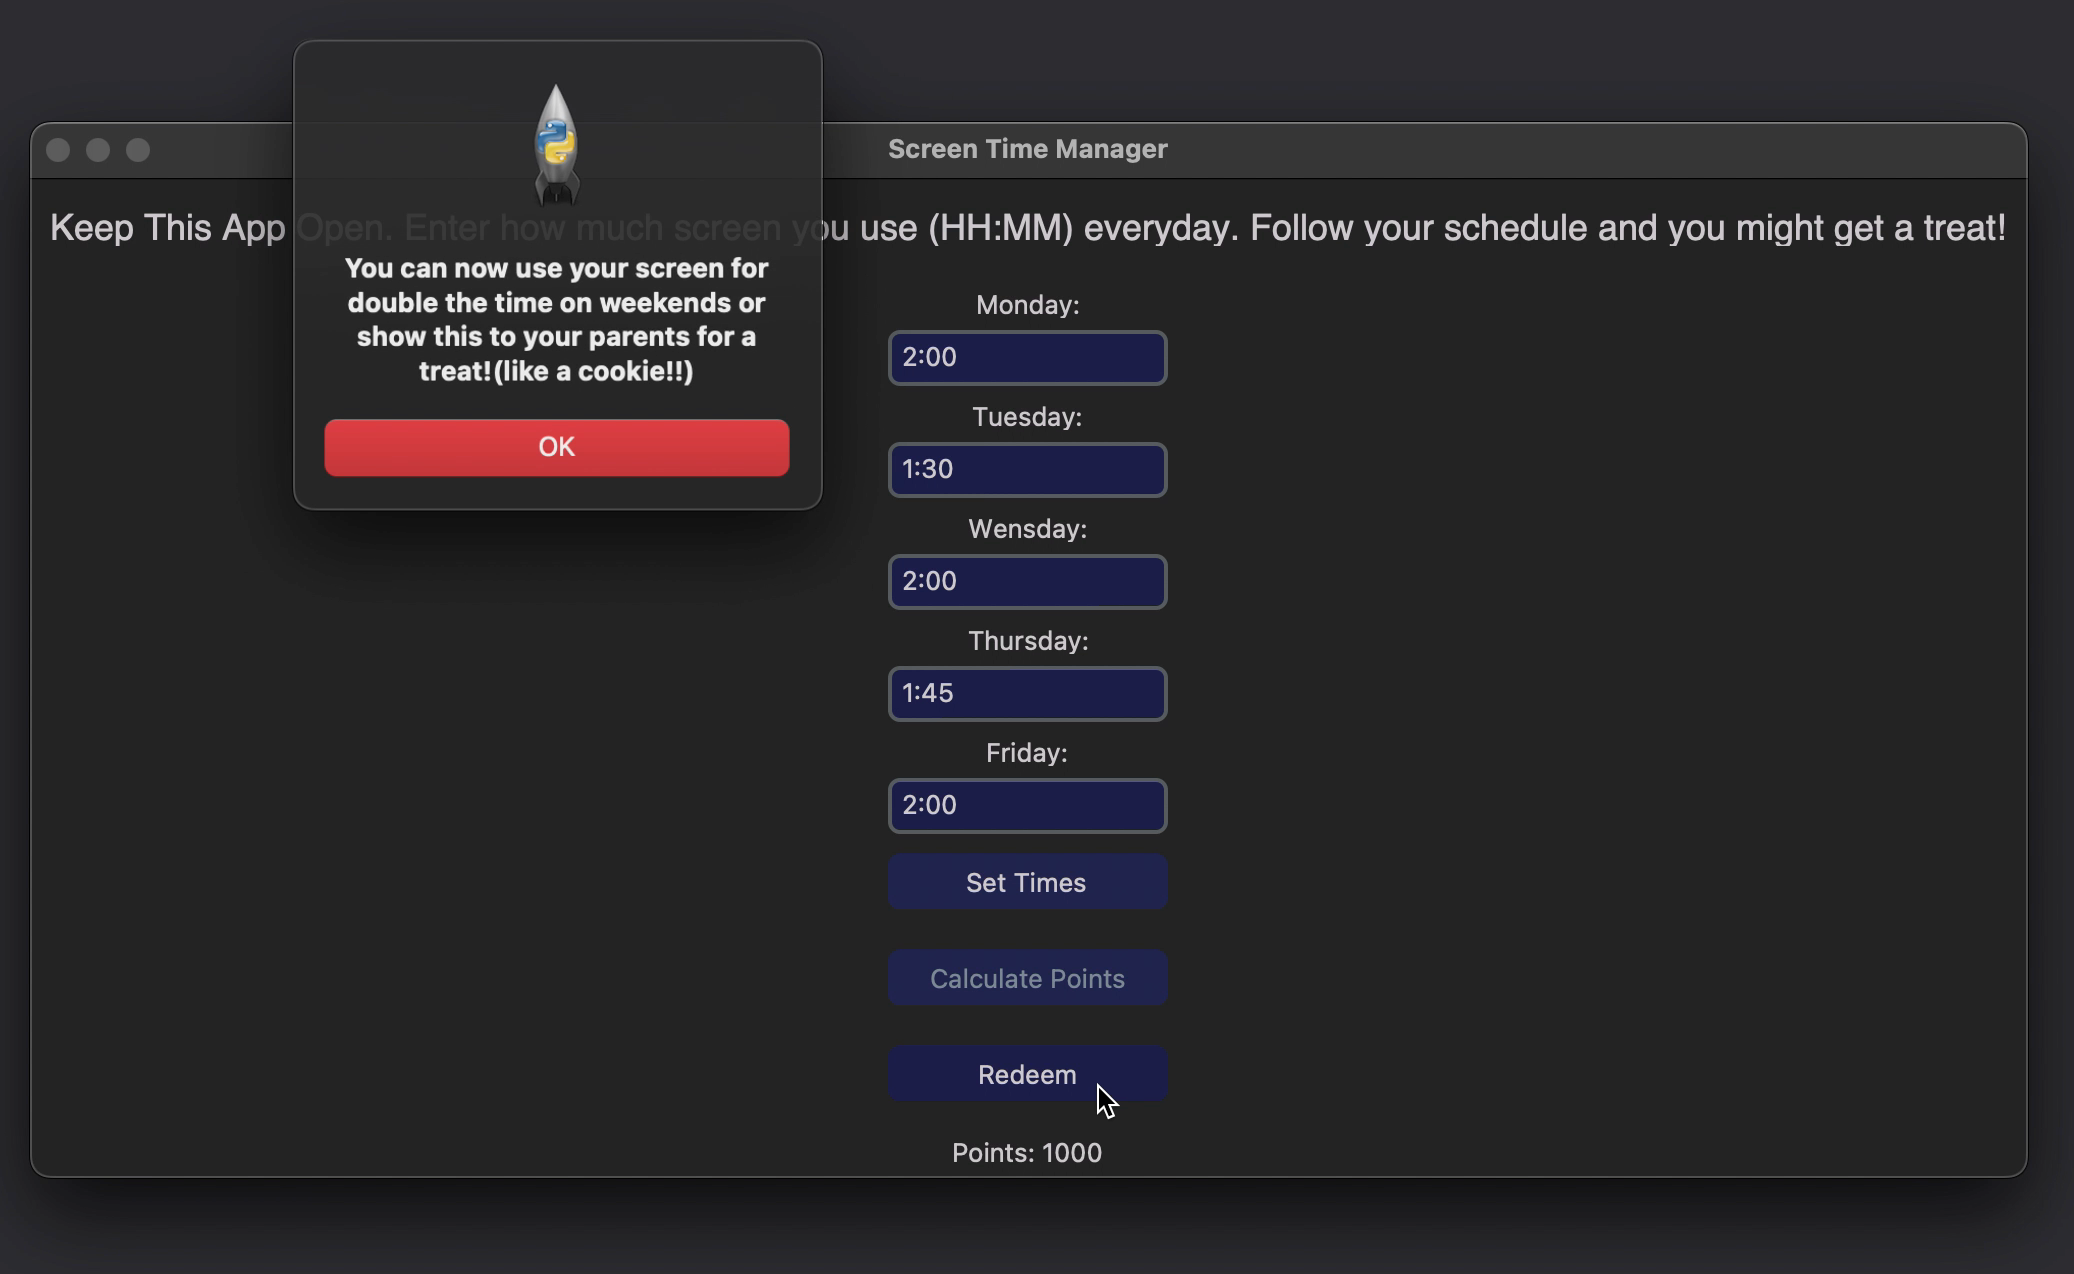 Screen Time Manager
Keep This App Open. Enter how much screen you use (HH:MM) everyday. Follow your schedule and you might get a treat!
You can now use your screen for
double the time on weekends or
show this to your parents for a
treat!(like a cookie!!)
OK
Monday:
2:00
Tuesday:
1:30
Wensday:
2:00
Thursday:
1:45
Friday:
2:00
Set Times
Calculate Points
Redeem
Points: 1000